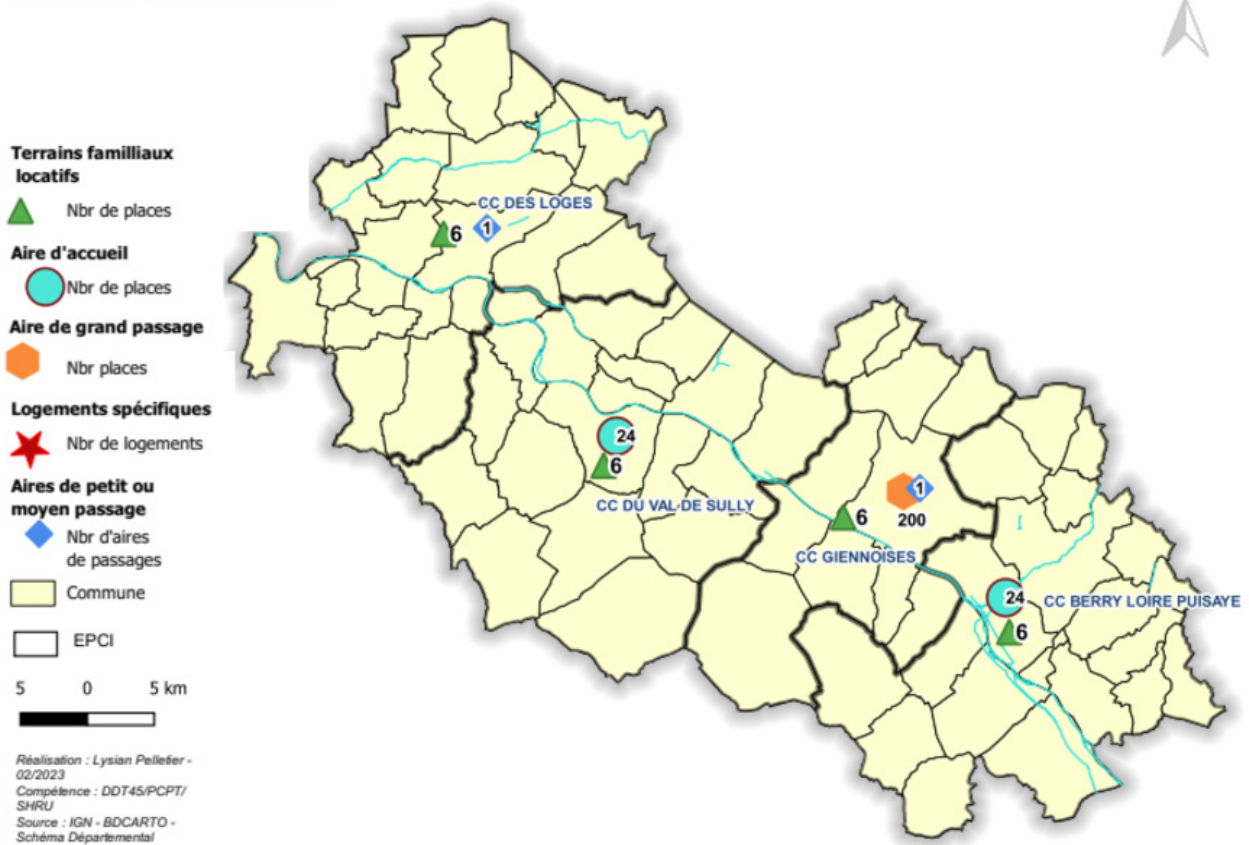 Terrains familliaux
locatifs
Nbr de places
Aire d'accueil
Nbr de places
Aire de grand passage
Nbr places
Logements spécifiques
Nbr de logements
Aires de petit ou
moyen passage
Nbr d'aires
de passages
Commune
EPCI
5 0 5 km
Réalisation : Lysian Pelletier -
02/2023
Compétence : DDT45/PCPT/
SHRU
Source : IGN - BDCARTO -
Schéma Départemental
CC DES LOGES
6 1
24
6
CC DU VAL DE SULLY
1
200
6
CC GIENNOISES
24
CC BERRY LOIRE PUISAYE
6